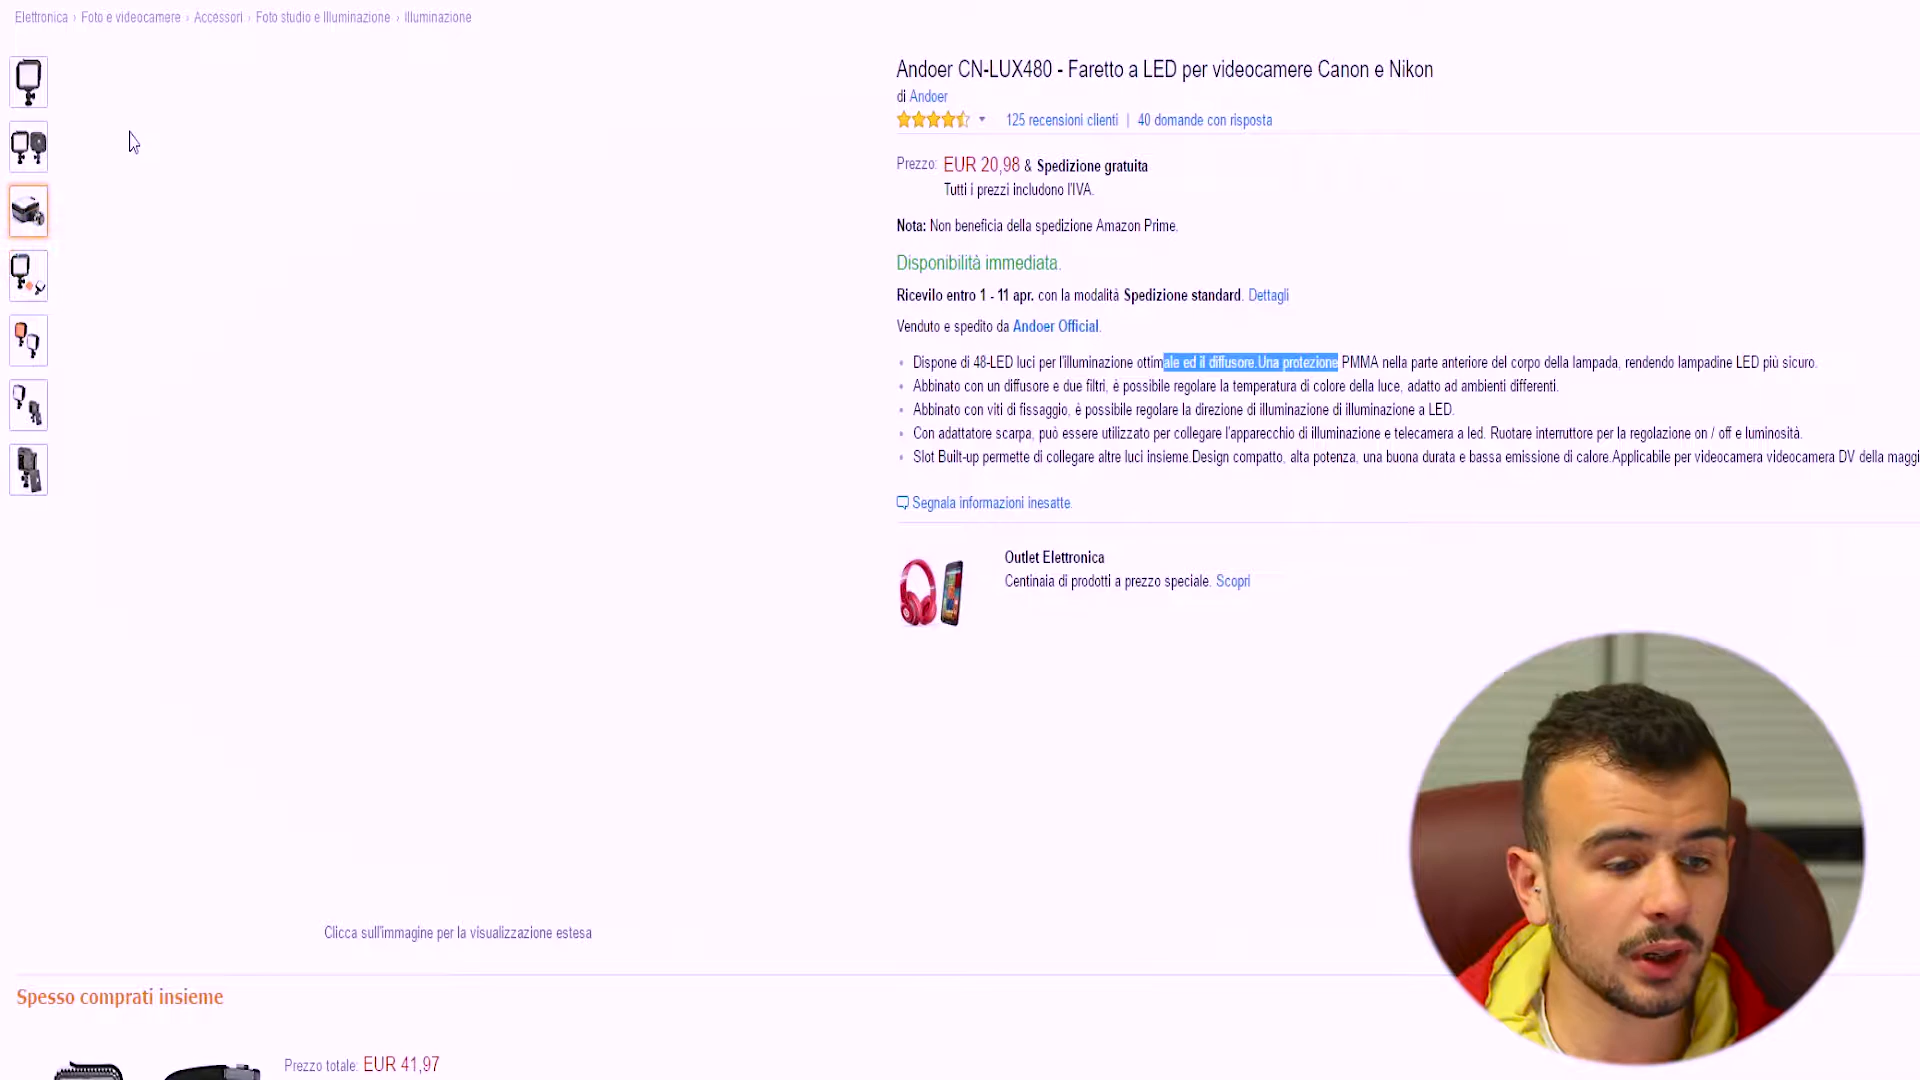 Elettronica › Foto e videocamere › Accessori › Foto studio e Illuminazione › Illuminazione
Andoer CN-LUX480 - Faretto a LED per videocamere Canon e Nikon
di Andoer
125 recensioni clienti | 40 domande con risposta
Prezzo: EUR 20,98 & Spedizione gratuita
Tutti i prezzi includono l'IVA.
Nota: Non beneficia della spedizione Amazon Prime.
Disponibilità immediata.
Ricevilo entro 1 - 11 apr. con la modalità Spedizione standard. Dettagli
Venduto e spedito da Andoer Official.
Dispone di 48-LED luci per l'illuminazione ottimale ed il diffusore.Una protezione PMMA nella parte anteriore del corpo della lampada, rendendo lampadine LED più sicuro.
Abbinato con un diffusore e due filtri, è possibile regolare la temperatura di colore della luce, adatto ad ambienti differenti.
Abbinato con viti di fissaggio, è possibile regolare la direzione di illuminazione di illuminazione a LED.
Con adattatore scarpa, può essere utilizzato per collegare l'apparecchio di illuminazione e telecamera a led. Ruotare interruttore per la regolazione on / off e luminosità.
Slot Built-up permette di collegare altre luci insieme.Design compatto, alta potenza, una buona durata e bassa emissione di calore.Applicabile per videocamera videocamera DV della maggi
Segnala informazioni inesatte.
Outlet Elettronica
Centinaia di prodotti a prezzo speciale. Scopri
Clicca sull'immagine per la visualizzazione estesa
Spesso comprati insieme
Prezzo totale: EUR 41,97